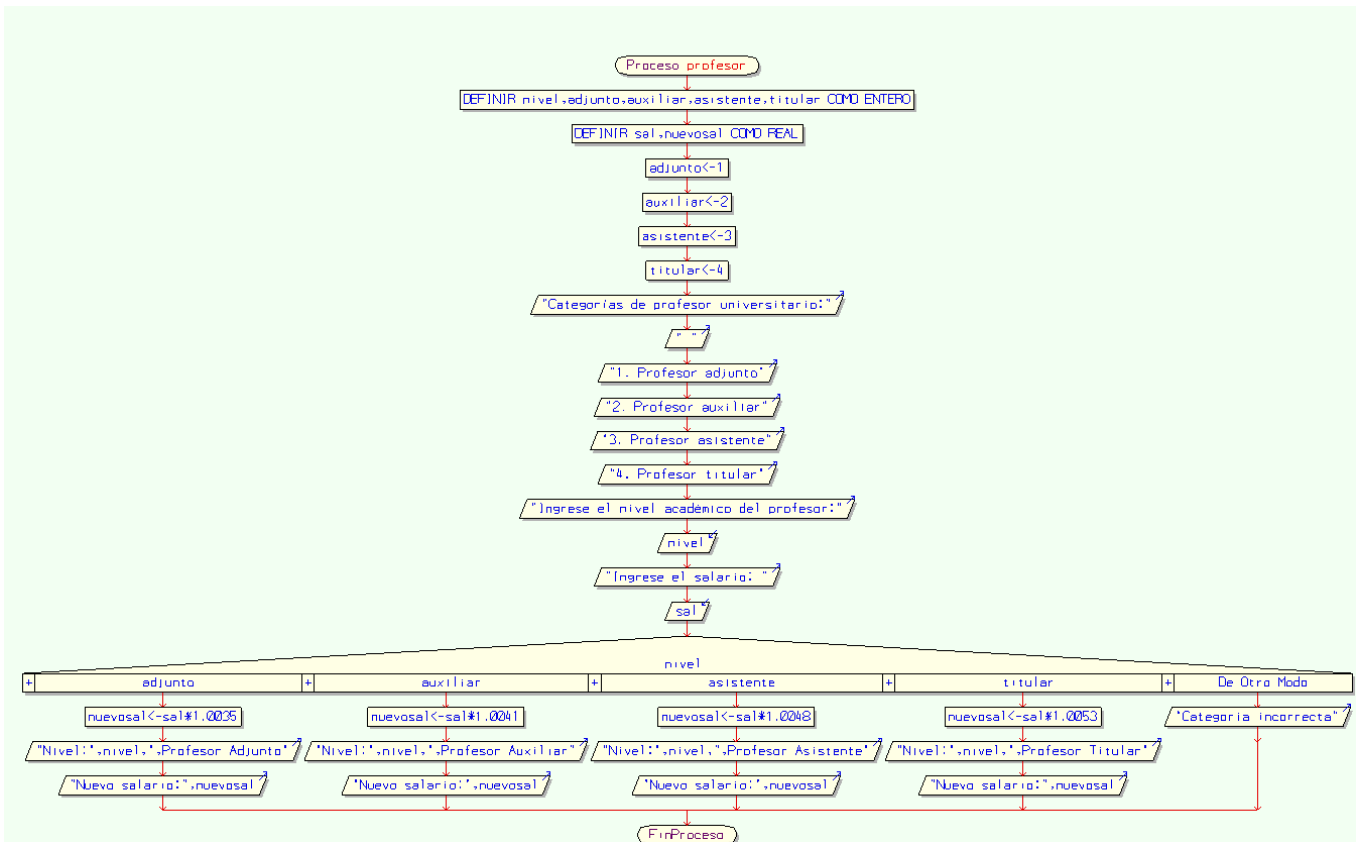 Proceso profesor
DEFINIR nivel,adjunto,auxiliar,asistente,titular COMO ENTERO
DEFINIR sal,nuevosal COMO REAL
adjunto<-1
auxiliar<-2
asistente<-3
titular<-4
"Categorías de profesor universitario:"
" "
"1. Profesor adjunto"
"2. Profesor auxiliar"
"3. Profesor asistente"
"4. Profesor titular"
"Ingrese el nivel académico del profesor:"
nivel
"Ingrese el salario: "
sal
nivel
+ adjunto + auxiliar + asistente + titular + De Otro Modo
nuevosal<-sal*1.0035 nuevosal<-sal*1.0041 nuevosal<-sal*1.0048 nuevosal<-sal*1.0053 "Categoria incorrecta"
"Nivel:",nivel,",Profesor Adjunto" "Nivel:",nivel,",Profesor Auxiliar" "Nivel:",nivel,",Profesor Asistente" "Nivel:",nivel,",Profesor Titular"
"Nuevo salario:",nuevosal "Nuevo salario:",nuevosal "Nuevo salario:",nuevosal "Nuevo salario:",nuevosal
FinProceso